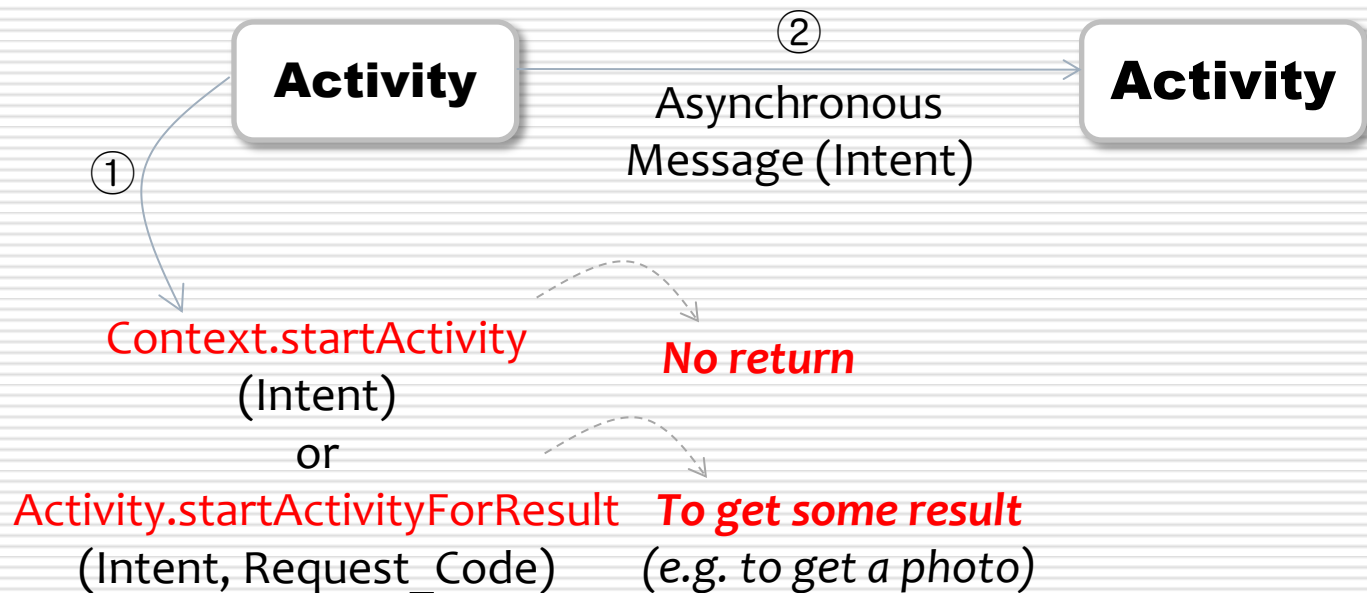 ②
Activity
Activity
Asynchronous
Message (Intent)
①
Context.startActivity
(Intent)
or
Activity.startActivityForResult
(Intent, Request_Code)
No return
To get some result
(e.g. to get a photo)